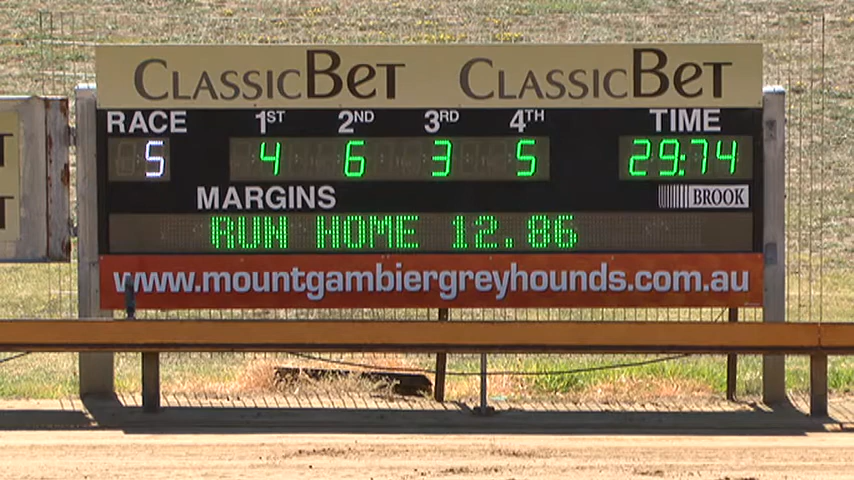 CLASSICBET CLASSICBET
RACE 1ST 2ND 3RD 4TH TIME
5 4 6 3 5 29:74
MARGINS BROOK
RUN HOME 12.86
www.mountgambiergreyhounds.com.au